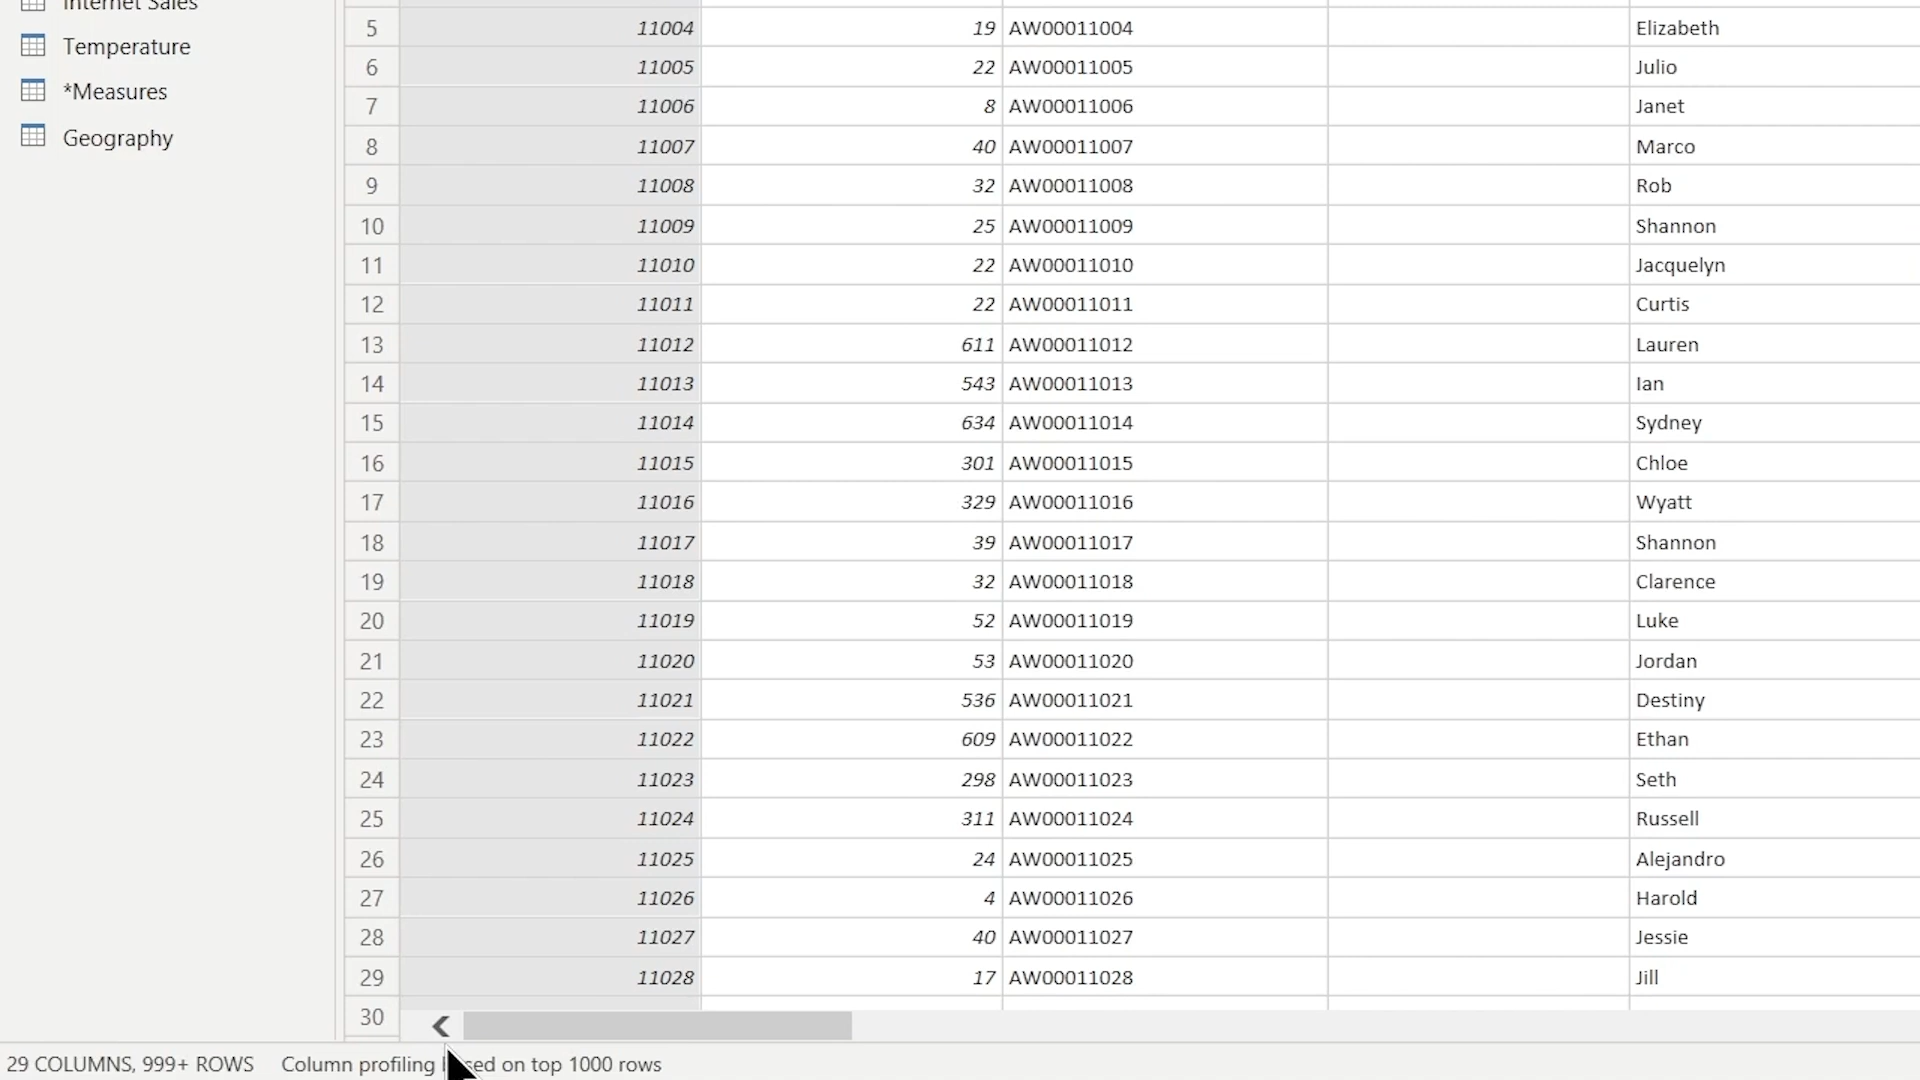 Internet Sales
Temperature
*Measures
Geography
5 11004 19 AW00011004 Elizabeth
6 11005 22 AW00011005 Julio
7 11006 8 AW00011006 Janet
8 11007 40 AW00011007 Marco
9 11008 32 AW00011008 Rob
10 11009 25 AW00011009 Shannon
11 11010 22 AW00011010 Jacquelyn
12 11011 22 AW00011011 Curtis
13 11012 611 AW00011012 Lauren
14 11013 543 AW00011013 Ian
15 11014 634 AW00011014 Sydney
16 11015 301 AW00011015 Chloe
17 11016 329 AW00011016 Wyatt
18 11017 39 AW00011017 Shannon
19 11018 32 AW00011018 Clarence
20 11019 52 AW00011019 Luke
21 11020 53 AW00011020 Jordan
22 11021 536 AW00011021 Destiny
23 11022 609 AW00011022 Ethan
24 11023 298 AW00011023 Seth
25 11024 311 AW00011024 Russell
26 11025 24 AW00011025 Alejandro
27 11026 4 AW00011026 Harold
28 11027 40 AW00011027 Jessie
29 11028 17 AW00011028 Jill
30
29 COLUMNS, 999+ ROWS Column profiling based on top 1000 rows